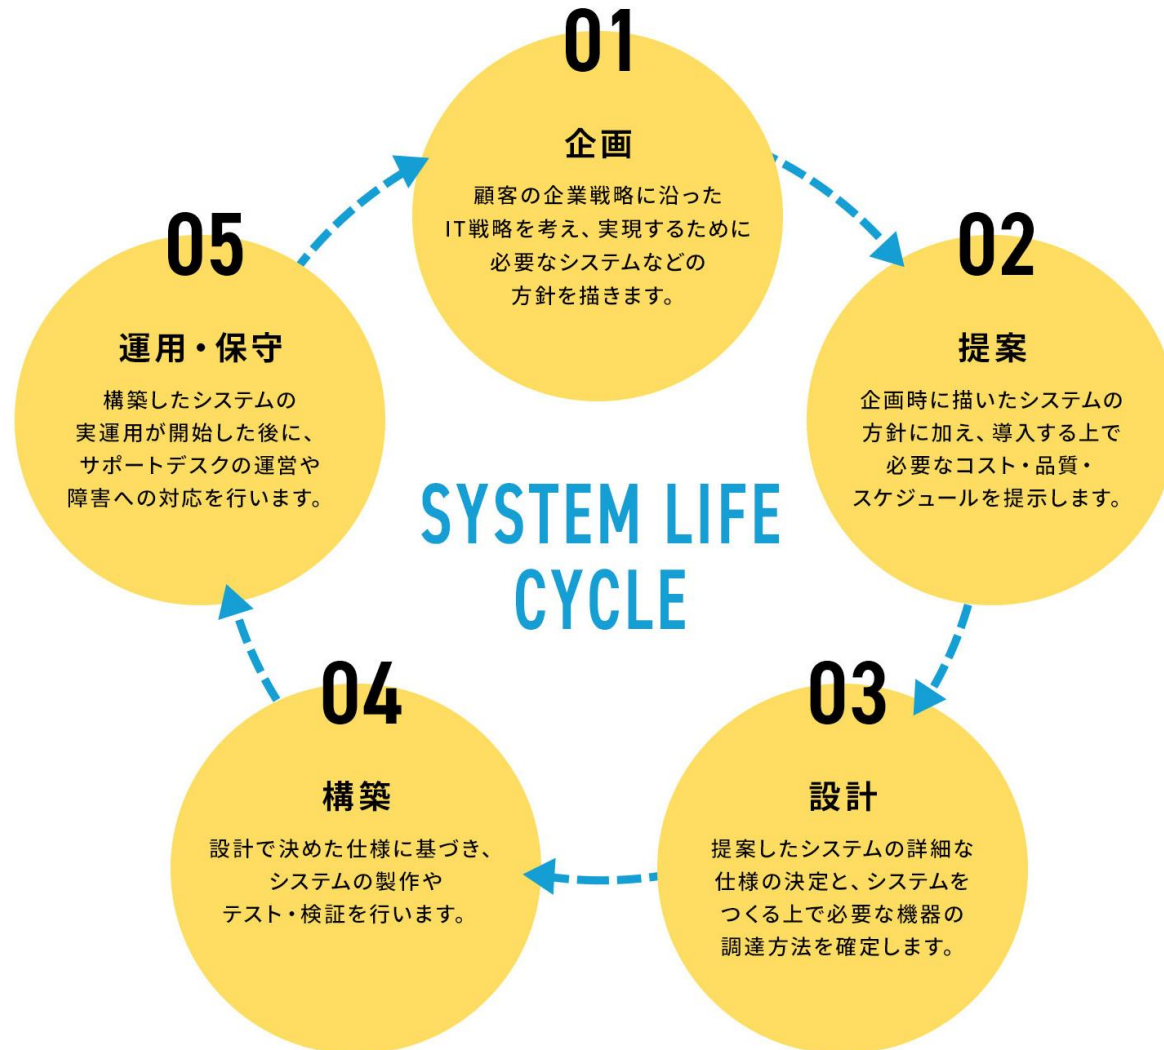 01
企画
顧客の企業戦略に沿った
IT戦略を考え、実現するために
必要なシステムなどの
方針を描きます。
02
提案
企画時に描いたシステムの
方針に加え、導入する上で
必要なコスト・品質・
スケジュールを提示します。
03
設計
提案したシステムの詳細な
仕様の決定と、システムを
つくる上で必要な機器の
調達方法を確定します。
04
構築
設計で決めた仕様に基づき、
システムの製作や
テスト・検証を行います。
05
運用・保守
構築したシステムの
実運用が開始した後に、
サポートデスクの運営や
障害への対応を行います。
SYSTEM LIFE
CYCLE